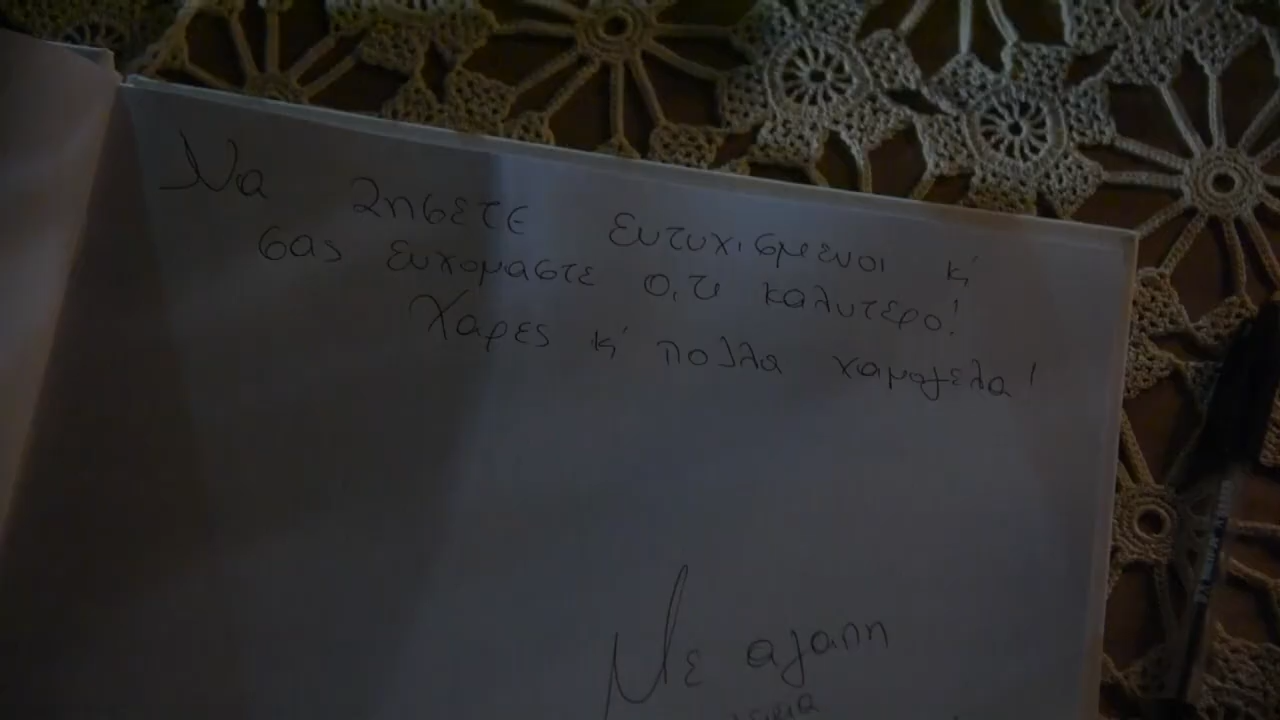 Να ζησετε ευτυχισμενοι κ'
σας ευχομαστε ο,τι καλυτερο!
Χαρες κ' πολλα χαμογελα!
Με αγαπη